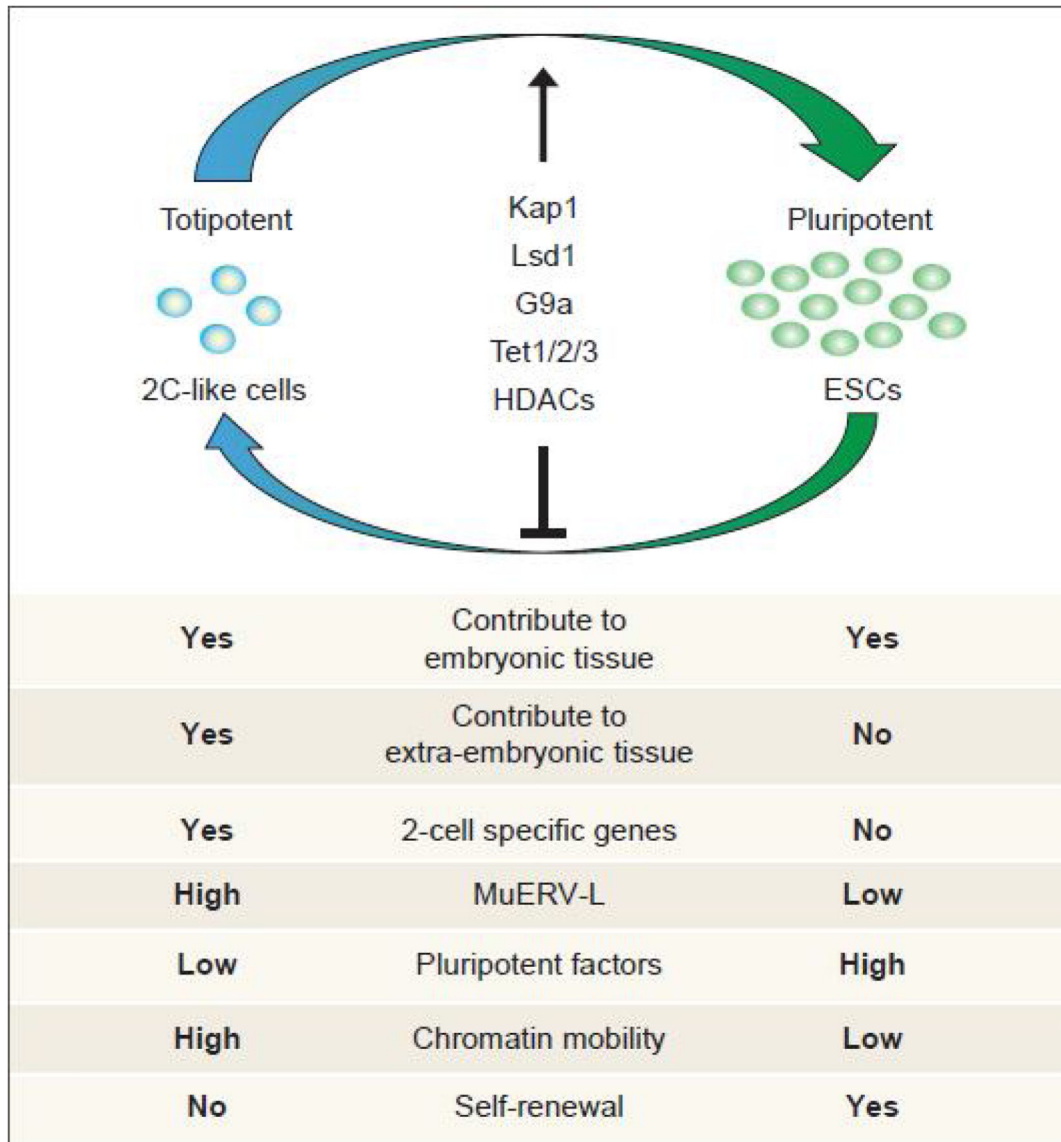 Totipotent
Kap1
Pluripotent
Lsd1
G9a
Tet1/2/3
2C-like cells
HDACs
ESCs
Yes
Contribute to
embryonic tissue
Yes
Yes
Contribute to
extra-embryonic tissue
No
Yes
2-cell specific genes
No
High
MuERV-L
Low
Low
Pluripotent factors
High
High
Chromatin mobility
Low
No
Self-renewal
Yes